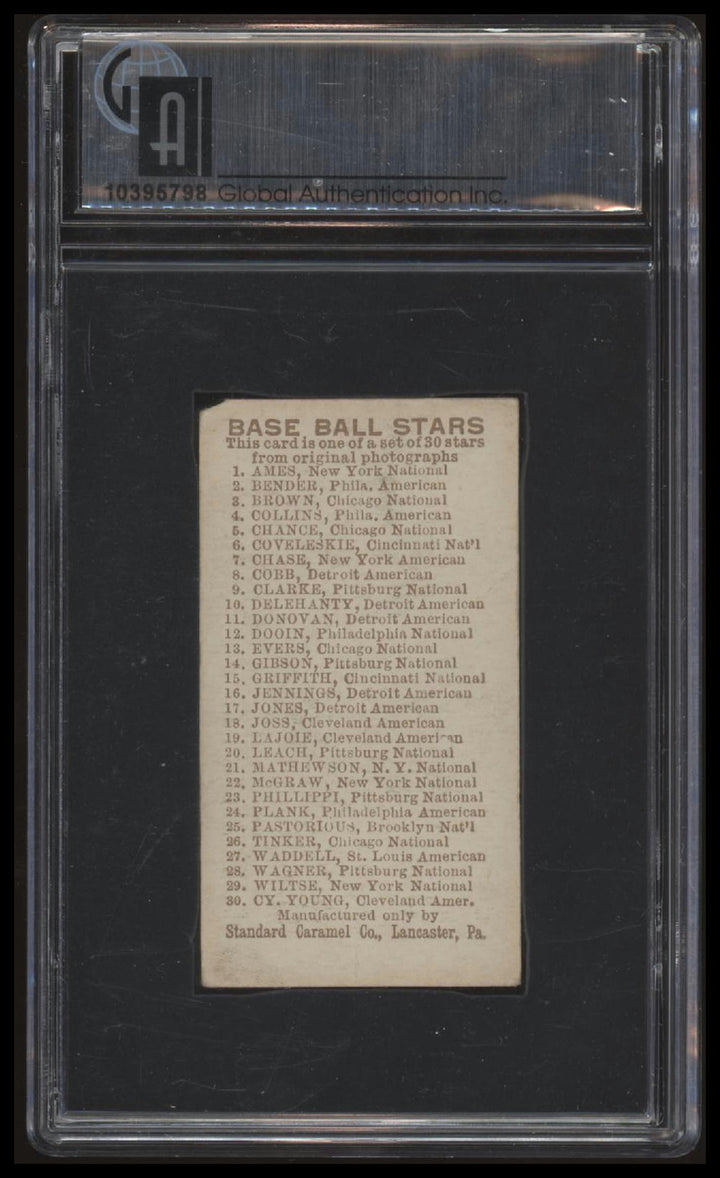 GA
10395798 Global Authentication Inc.
BASE BALL STARS
This card is one of a set of 30 stars
from original photographs
1. AMES, New York National
2. BENDER, Phila. American
3. BROWN, Chicago National
4. COLLINS, Phila. American
5. CHANCE, Chicago National
6. COVELESKIE, Cincinnati Nat'l
7. CHASE, New York American
8. COBB, Detroit American
9. CLARKE, Pittsburg National
10. DELEHANTY, Detroit American
11. DONOVAN, Detroit American
12. DOOIN, Philadelphia National
13. EVERS, Chicago National
14. GIBSON, Pittsburg National
15. GRIFFITH, Cincinnati National
16. JENNINGS, Detroit American
17. JONES, Detroit American
18. JOSS, Cleveland American
19. LAJOIE, Cleveland American
20. LEACH, Pittsburg National
21. MATHEWSON, N. Y. National
22. McGRAW, New York National
23. PHILLIPPI, Pittsburg National
24. PLANK, Philadelphia American
25. PASTORIOUS, Brooklyn Nat'l
26. TINKER, Chicago National
27. WADDELL, St. Louis American
28. WAGNER, Pittsburg National
29. WILTSE, New York National
30. CY. YOUNG, Cleveland Amer.
Manufactured only by
Standard Caramel Co., Lancaster, Pa.